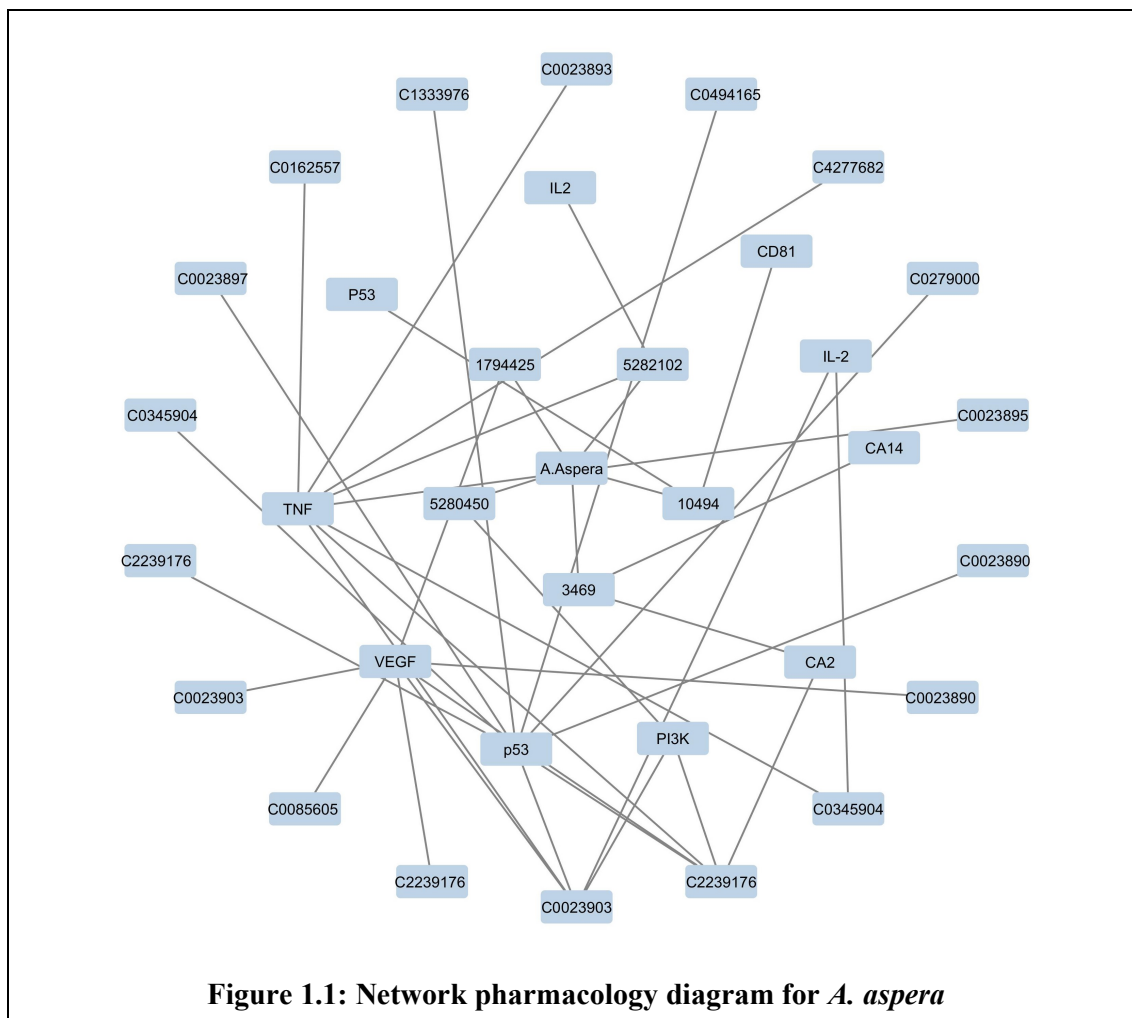 C0023893
C1333976
C0494165
C0162557
C4277682
IL2
CD81
C0023897
C0279000
P53
IL-2
1794425
5282102
C0345904
C0023895
CA14
A.Aspera
TNF
5280450
10494
C2239176
C0023890
3469
VEGF
CA2
C0023903
C0023890
p53
PI3K
C0085605
C0345904
C2239176
C2239176
C0023903
Figure 1.1: Network pharmacology diagram for A. aspera